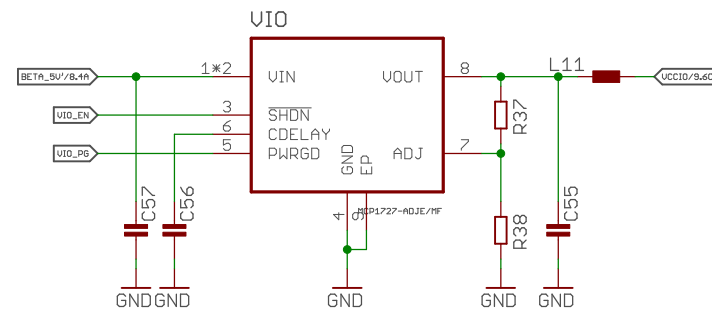 VIO
BETA_5V'/8.4A
1*2
VIN
VOUT
8
L11
VCCIO/9.6C
VIO_EN
3
SHDN
R37
6
CDELAY
VIO_PG
5
PWRGD
GND
EP
ADJ
7
C57
C56
4
9
MCP1727-ADJE/MF
R38
C55
GND
GND
GND
GND
GND